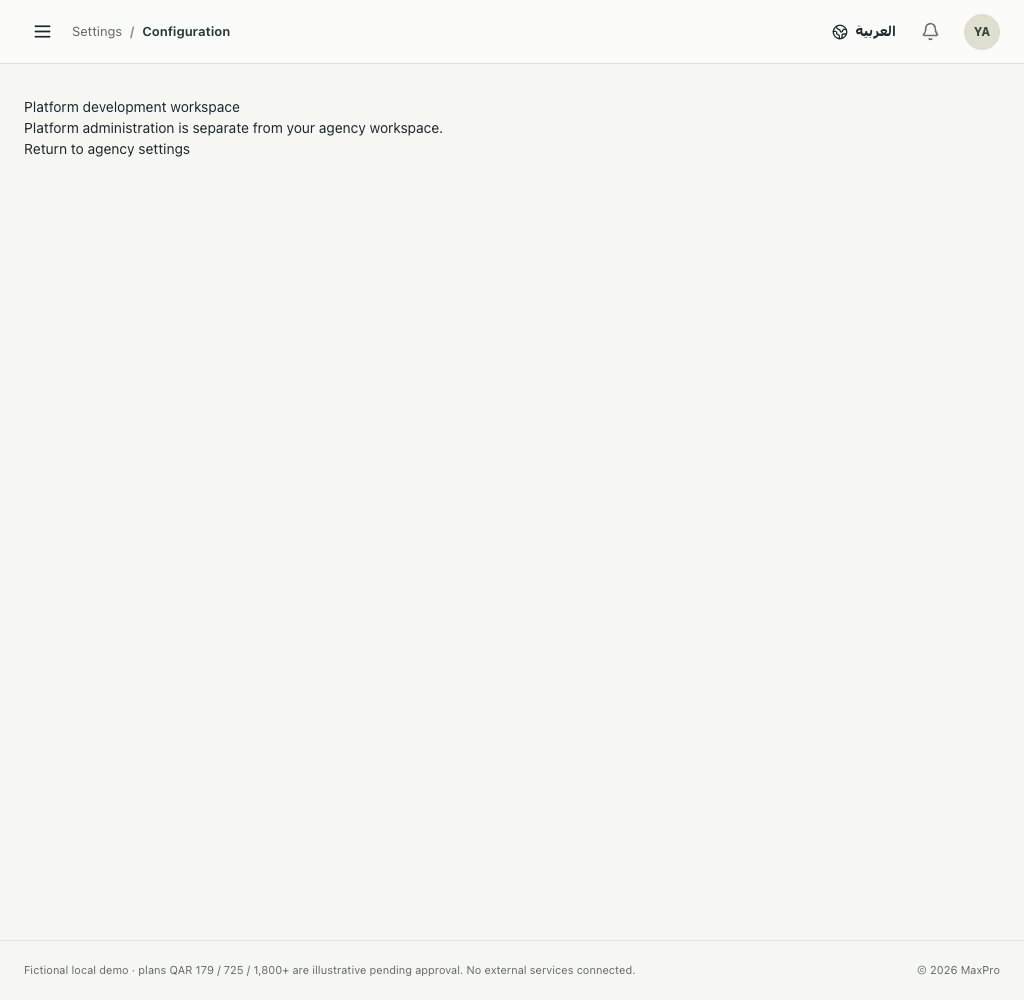 Settings / Configuration
العربية
YA
Platform development workspace
Platform administration is separate from your agency workspace.
Return to agency settings
Fictional local demo · plans QAR 179 / 725 / 1,800+ are illustrative pending approval. No external services connected.
© 2026 MaxPro